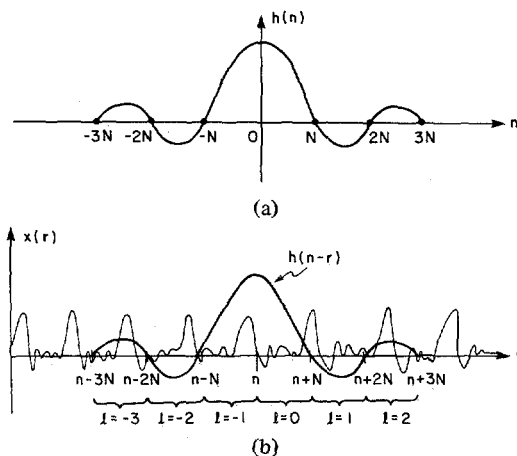 h(n)
-3N -2N -N 0 N 2N 3N n
(a)
x(r)
h(n-r)
n-3N n-2N n-N n n+N n+2N n+3N
l=-3 l=-2 l=-1 l=0 l=1 l=2
(b)